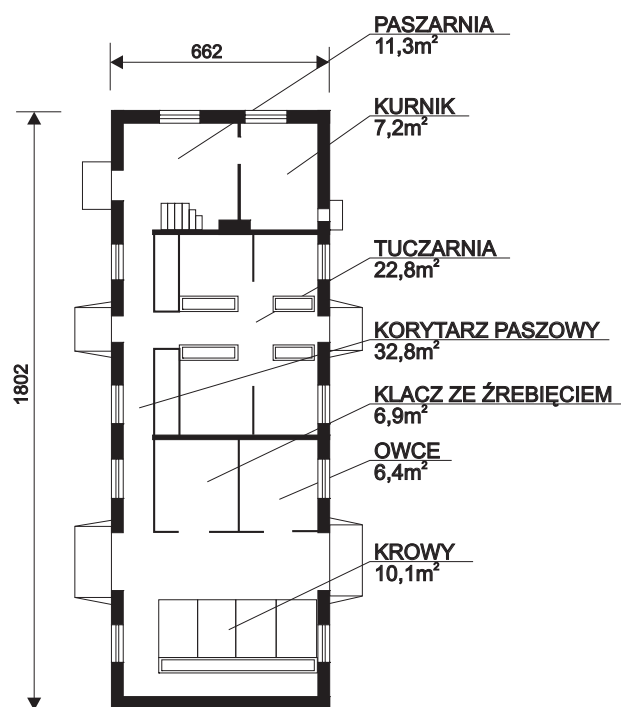 PASZARNIA
11,3m²
662
KURNIK
7,2m²
TUCZARNIA
22,8m²
KORYTARZ PASZOWY
32,8m²
1802
KLACZ ZE ŹREBIĘCIEM
6,9m²
OWCE
6,4m²
KROWY
10,1m²